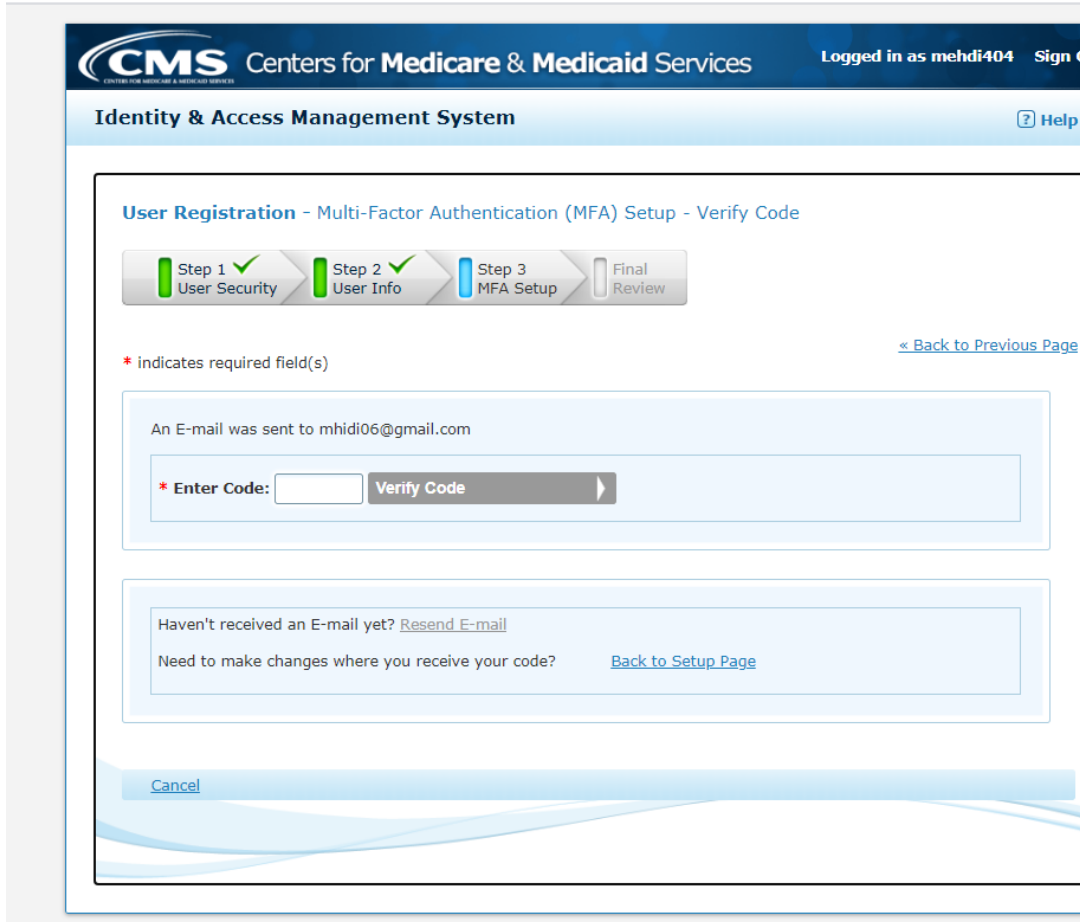 CMS Centers for Medicare & Medicaid Services Logged in as mehdi404 Sign
CENTERS FOR MEDICARE & MEDICAID SERVICES
Identity & Access Management System ? Help
User Registration - Multi-Factor Authentication (MFA) Setup - Verify Code
Step 1 Step 2 Step 3 Final
User Security User Info MFA Setup Review
« Back to Previous Page
* indicates required field(s)
An E-mail was sent to mhidi06@gmail.com
* Enter Code: Verify Code
Haven't received an E-mail yet? Resend E-mail
Need to make changes where you receive your code? Back to Setup Page
Cancel